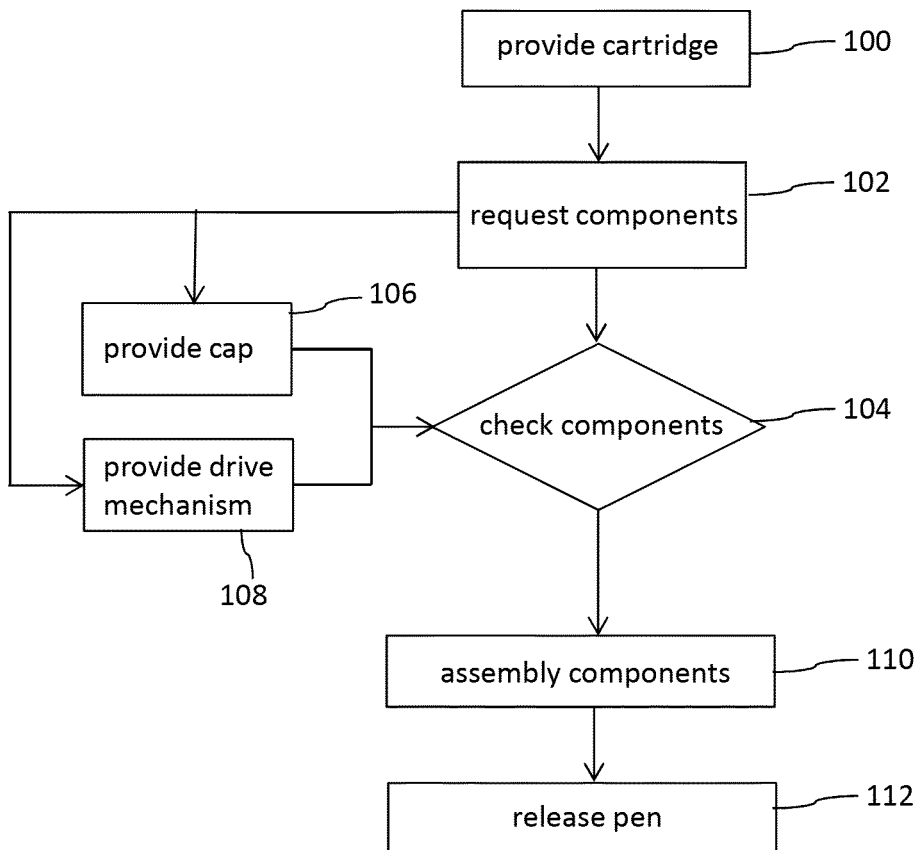 provide cartridge
100
request components
102
provide cap
106
check components
104
provide drive
mechanism
108
assembly components
110
release pen
112